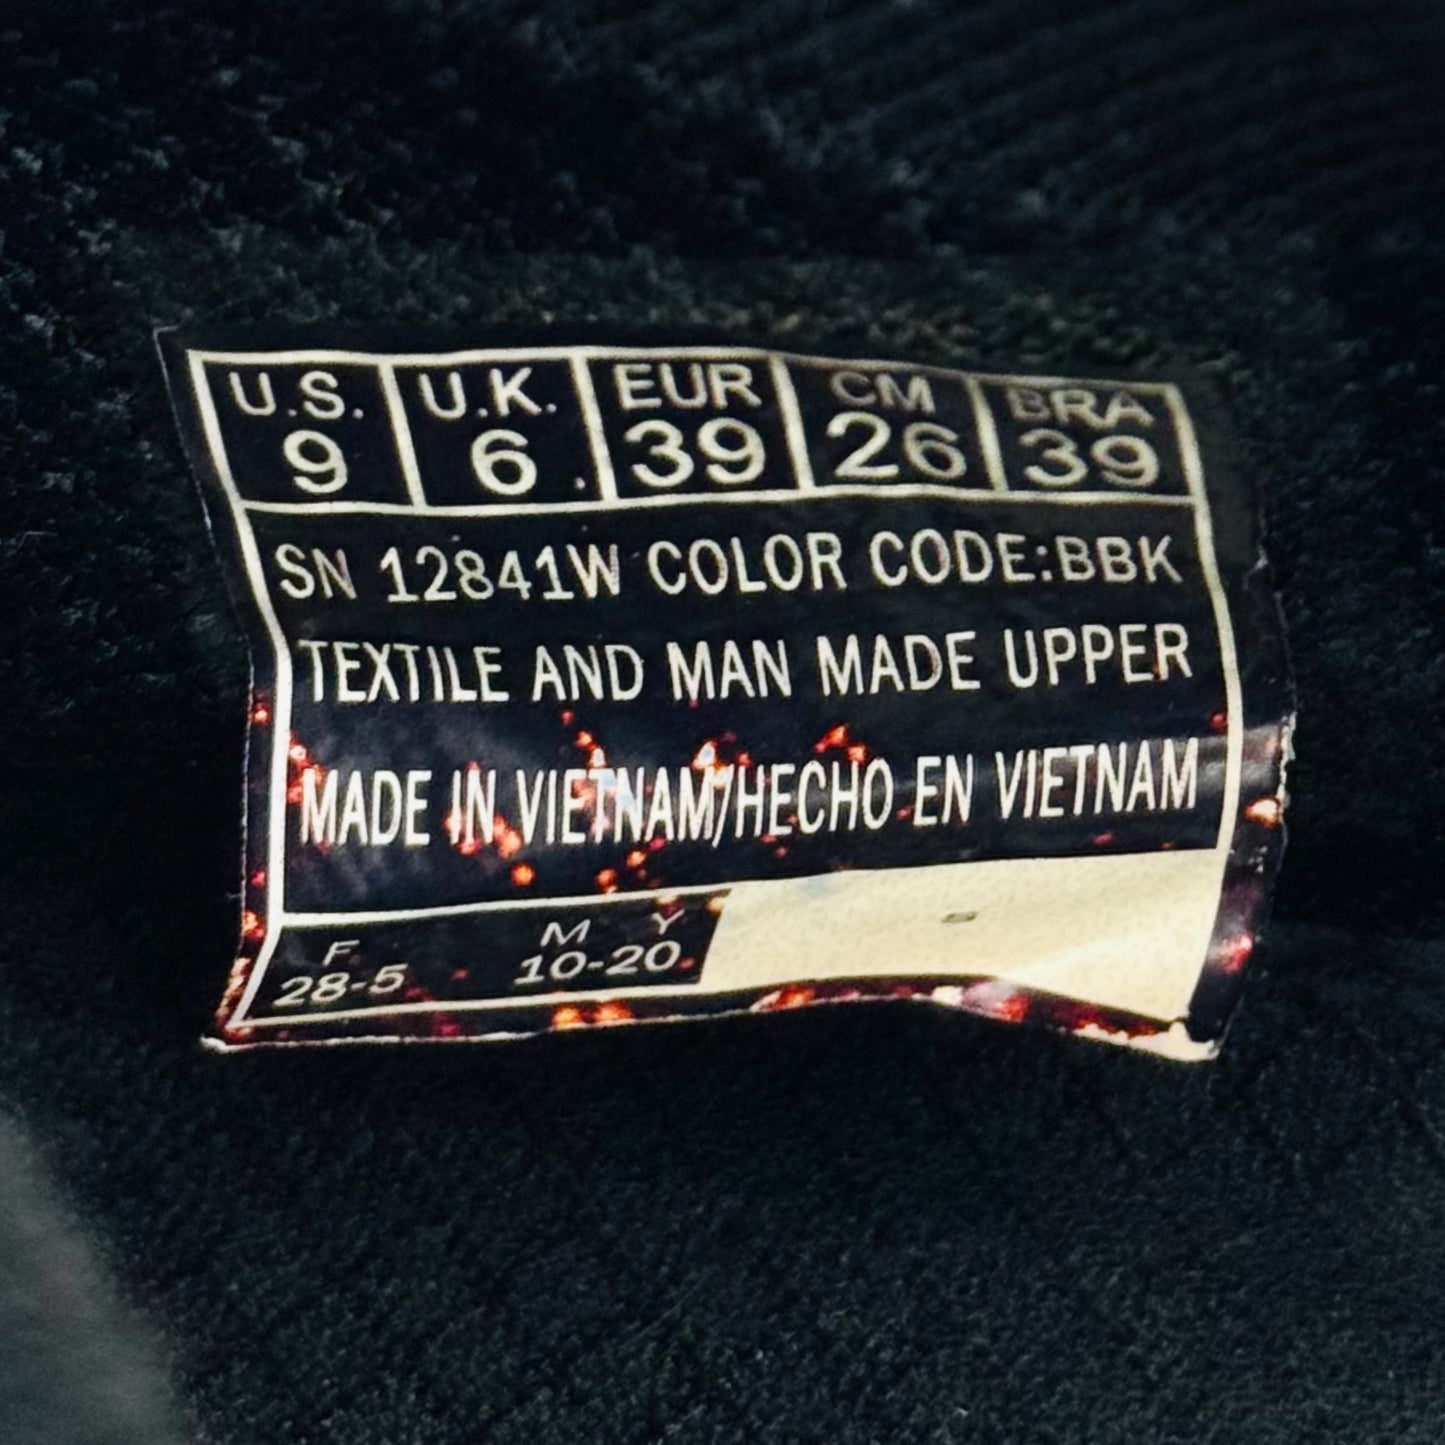 U.S. U.K. EUR CM BRA
9 6 39 26 39
SN 12841W COLOR CODE:BBK
TEXTILE AND MAN MADE UPPER
MADE IN VIETNAM/HECHO EN VIETNAM
F M Y
28-5 10-20